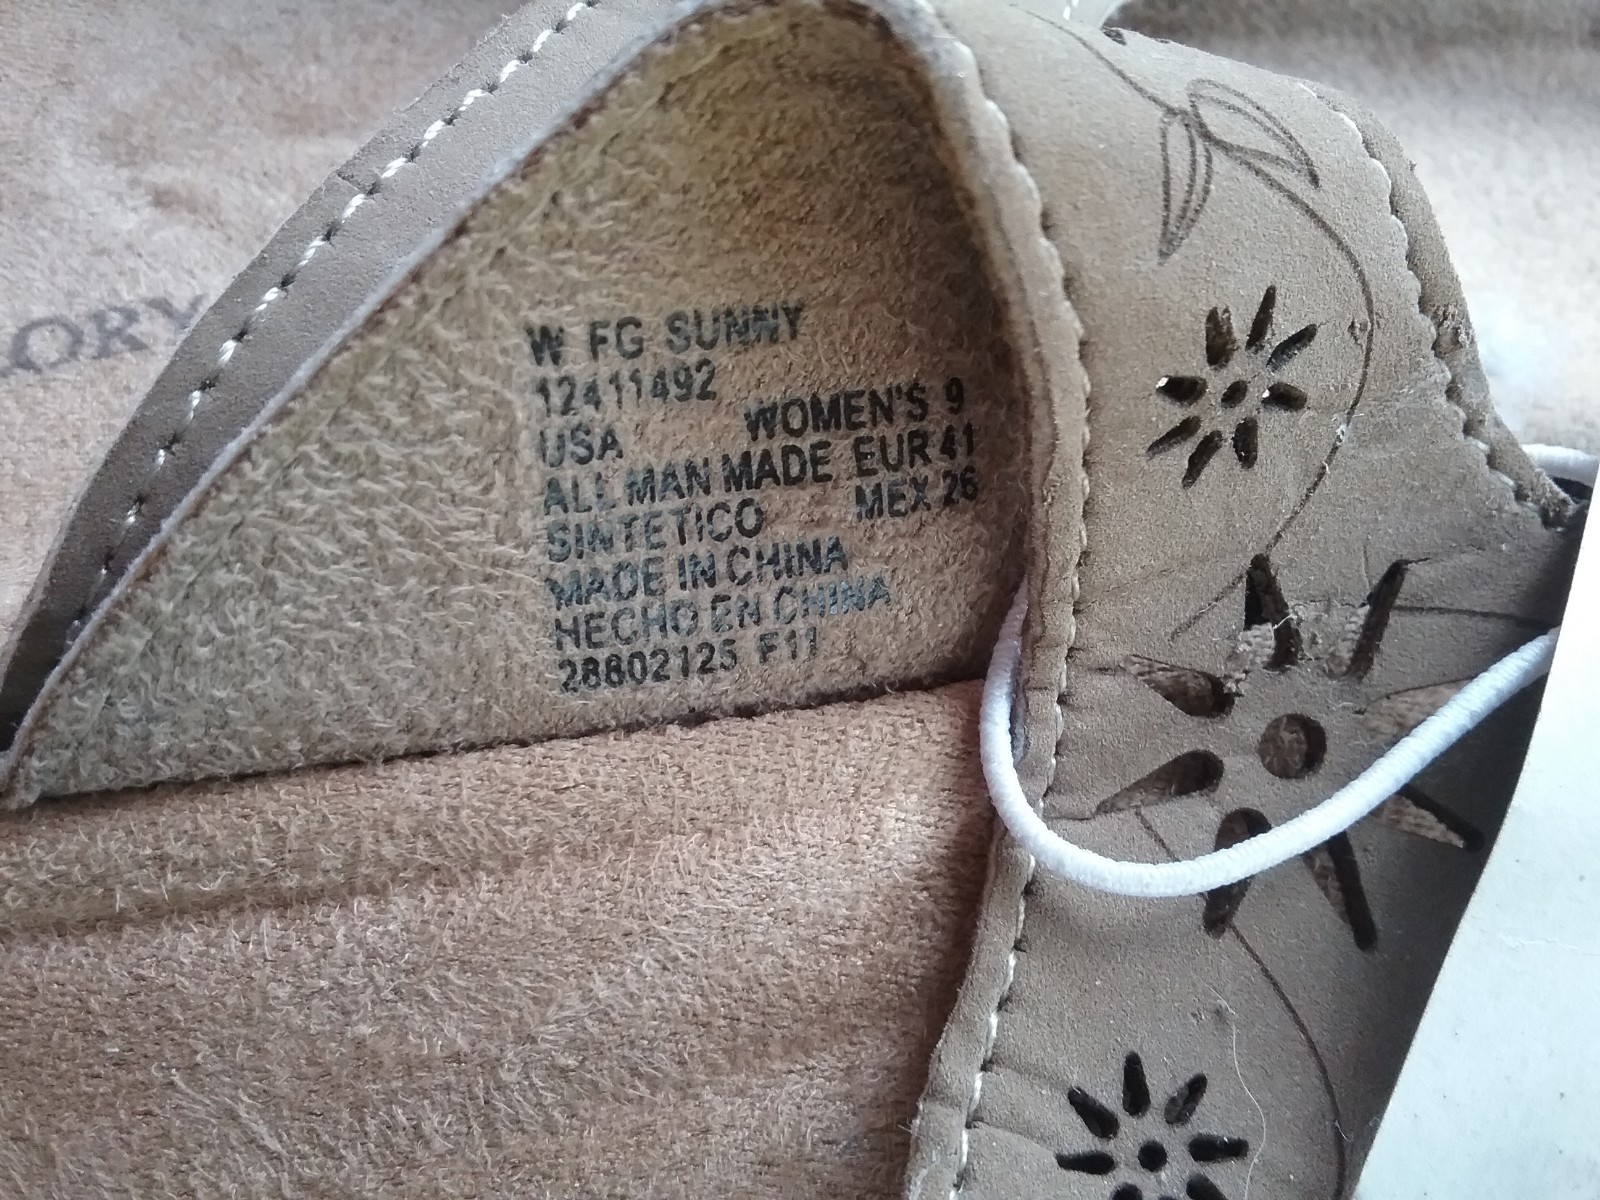 ORY
W FG SUNNY
12411492
USA WOMEN'S 9
ALL MAN MADE EUR 41
SINTETICO MEX 26
MADE IN CHINA
HECHO EN CHINA
28802125 F11